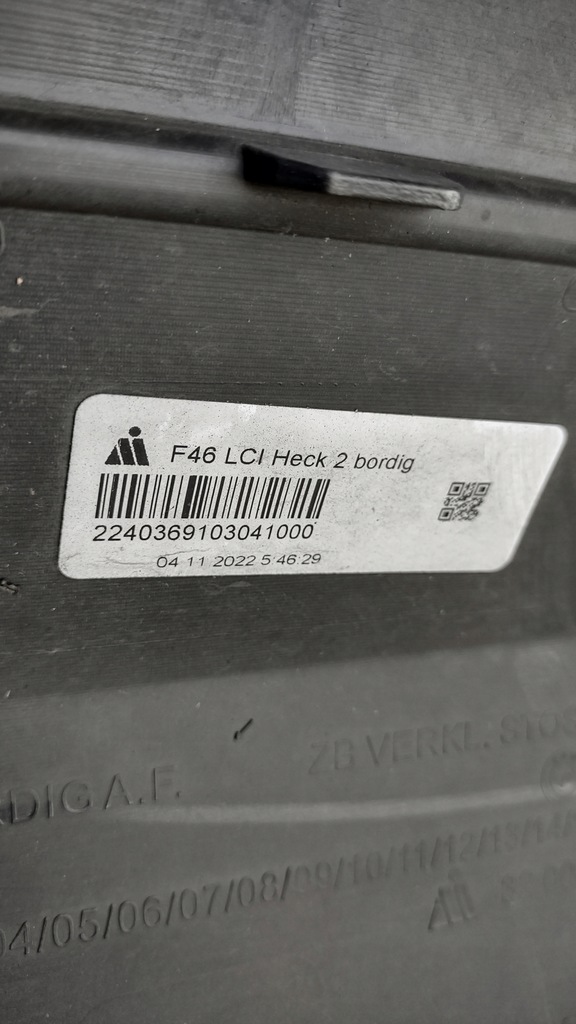 F46 LCI Heck 2 bordig
2240369103041000
04 11 2022 5:46:29
ZB VERKL.
DIG A.F.
04/05/06/07/08/09/10/11/12/13/14/